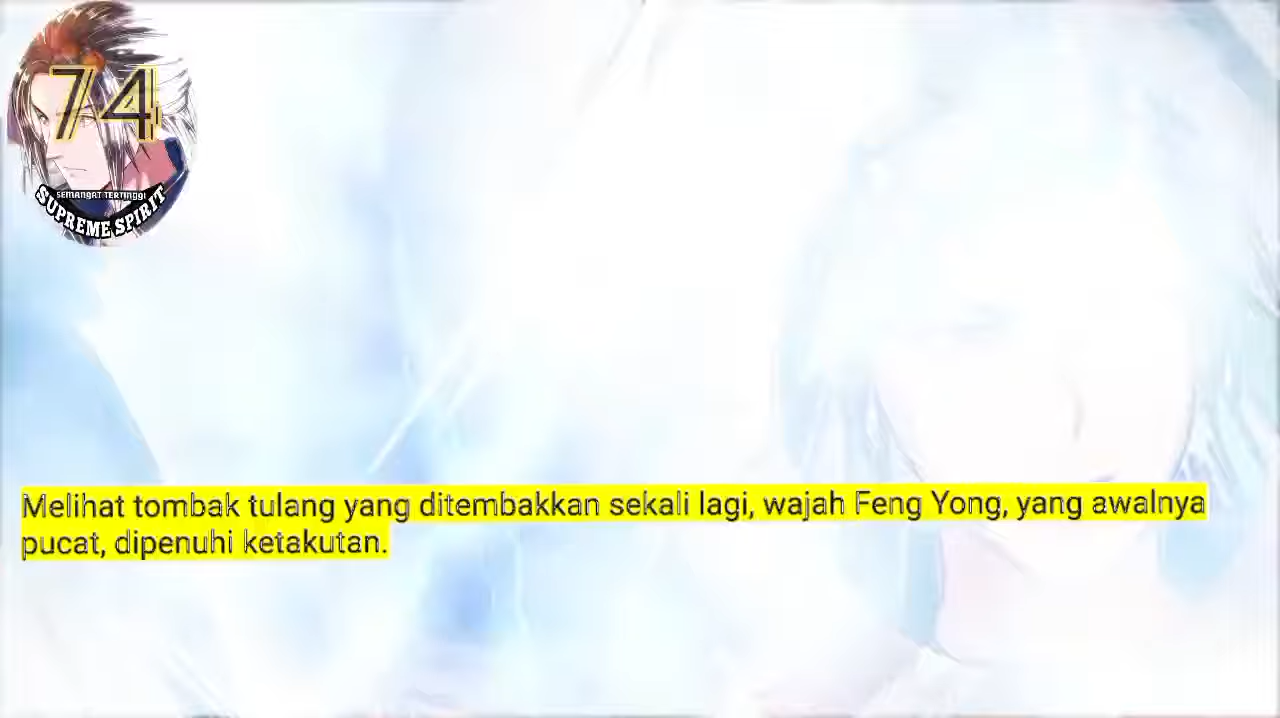 74
SEMANGAT TERTINGGI
SUPREME SPIRIT
Melihat tombak tulang yang ditembakkan sekali lagi, wajah Feng Yong, yang awalnya
pucat, dipenuhi ketakutan.